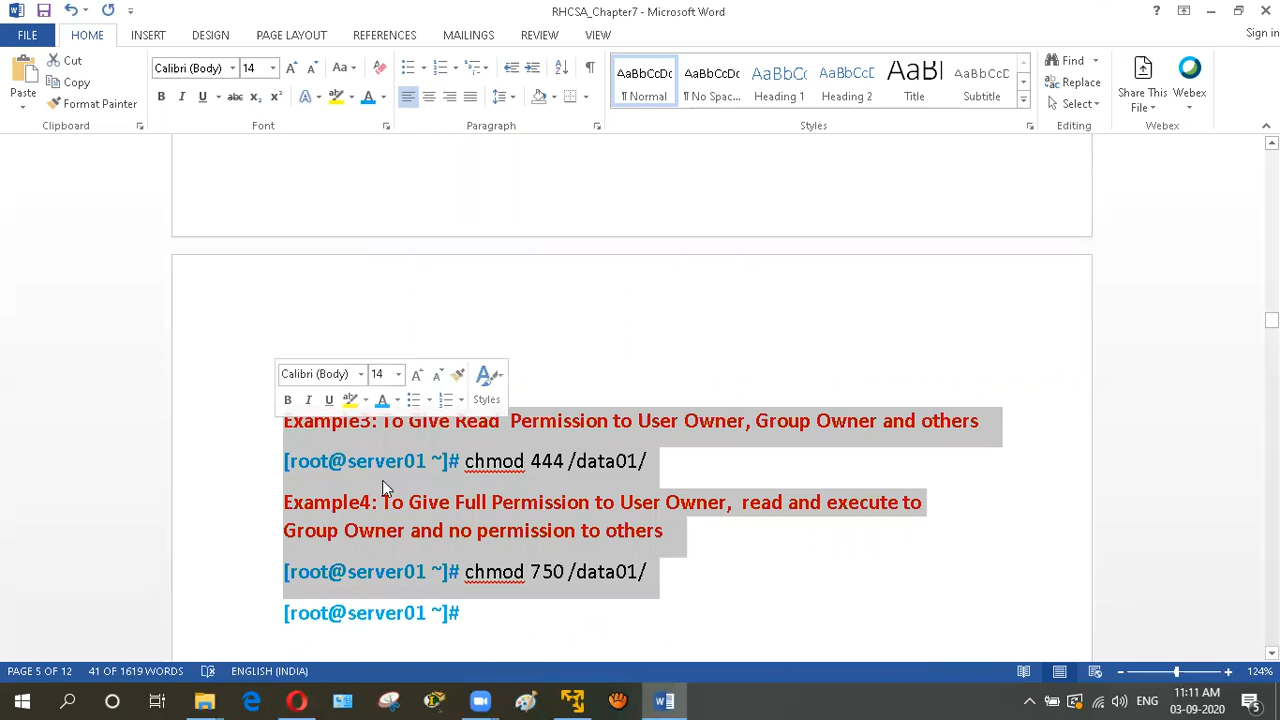 RHCSA_Chapter7 - Microsoft Word
Sign in
FILE HOME INSERT DESIGN PAGE LAYOUT REFERENCES MAILINGS REVIEW VIEW
Paste
Cut
Copy
Format Painter
Clipboard
Calibri (Body) 14
Font
Paragraph
AaBbCcDc AaBbCcDc AaBbCc AaBbCcC AaBI AaBbCcC
¶ Normal ¶ No Spac... Heading 1 Heading 2 Title Subtitle
Styles
Find
Replace
Select
Editing
Share This File
Webex
Webex
Calibri (Body) 14
Styles
Example3: To Give Read Permission to User Owner, Group Owner and others
[root@server01 ~]# chmod 444 /data01/
Example4: To Give Full Permission to User Owner, read and execute to
Group Owner and no permission to others
[root@server01 ~]# chmod 750 /data01/
[root@server01 ~]#
PAGE 5 OF 12 41 OF 1619 WORDS ENGLISH (INDIA) 124%
ENG
11:11 AM
03-09-2020
5